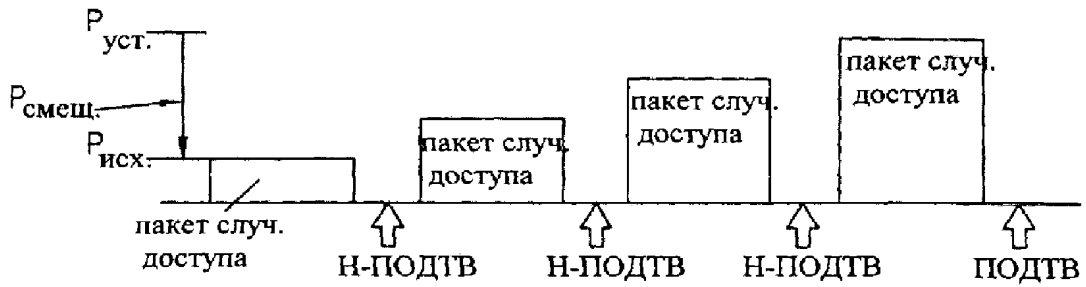 Pуст.
Pсмещ.
Pисх.
пакет случ.
доступа
пакет случ.
доступа
пакет случ.
доступа
пакет случ.
доступа
Н-ПОДТВ
Н-ПОДТВ
Н-ПОДТВ
ПОДТВ